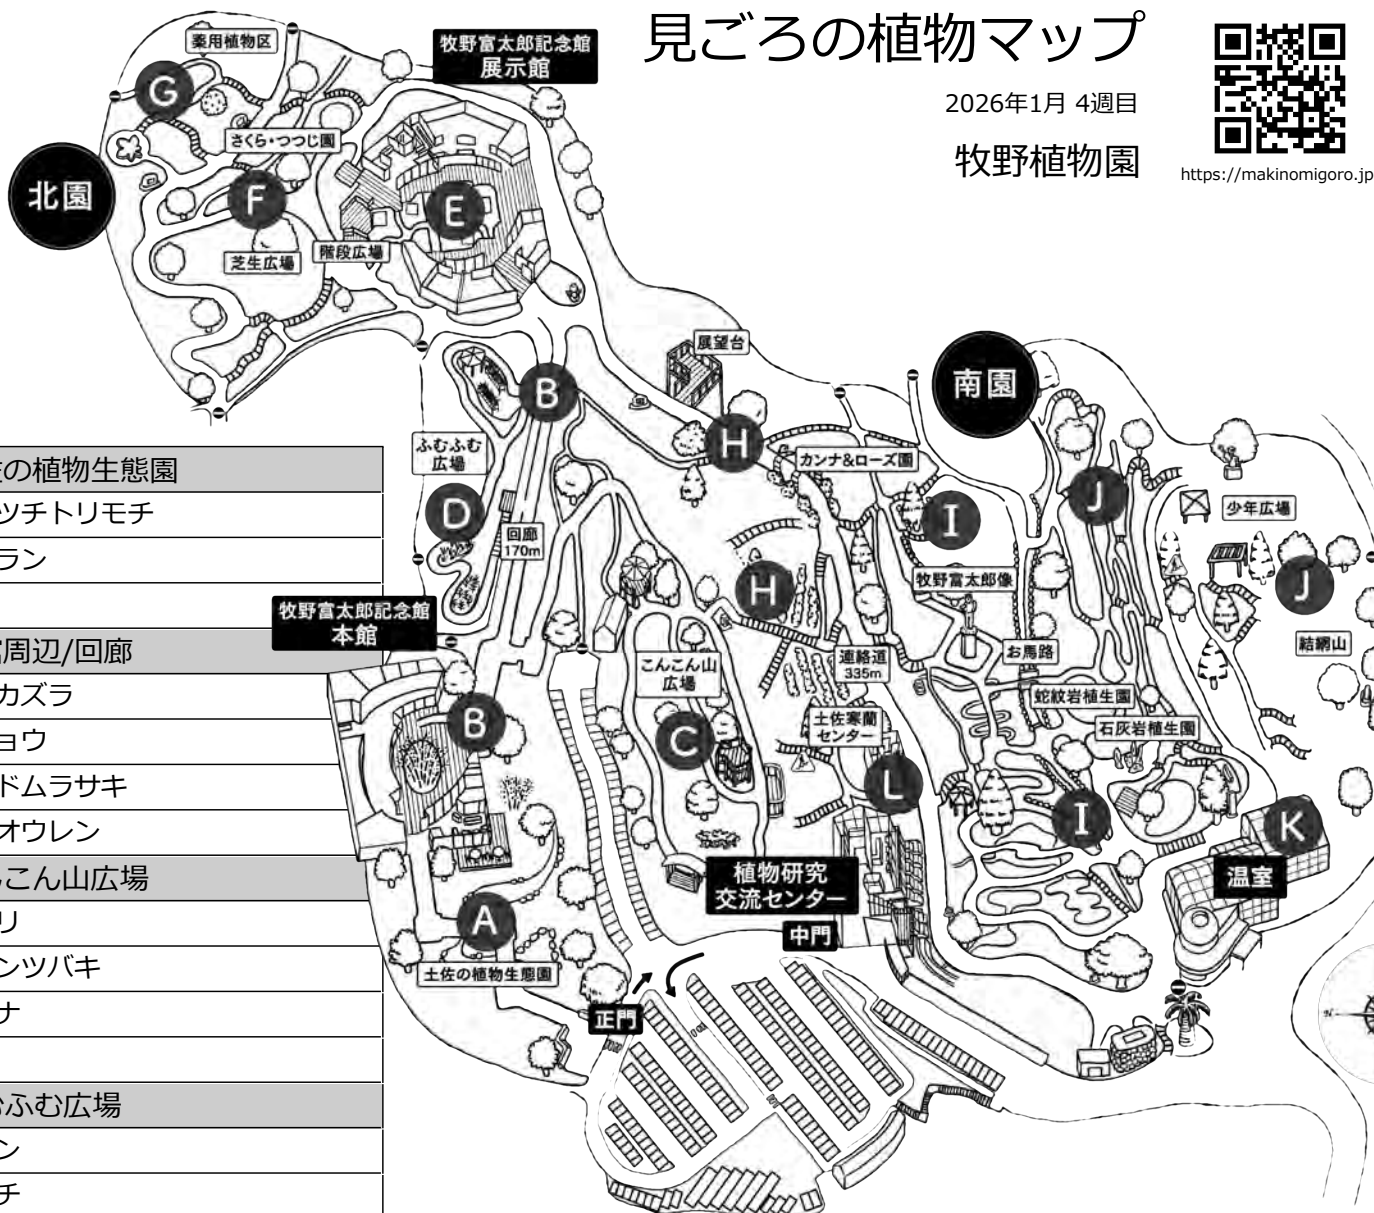 見ごろの植物マップ
2026年1月 4週目
牧野植物園
https://makinomigoro.jp
薬用植物区
牧野富太郎記念館
展示館
G
さくら・つつじ園
北園
F
E
芝生広場
階段広場
展望台
南園
B
ふむふむ
広場
H
カンナ&ローズ園
J
D
I
少年広場
回廊
170m
牧野富太郎像
H
J
牧野富太郎記念館
本館
こんこん山
広場
連絡道
335m
お馬路
結網山
蛇紋岩植生園
B
C
土佐寒蘭
センター
石灰岩植生園
L
I
K
植物研究
交流センター
温室
中門
A
土佐の植物生態園
正門
の植物生態園
ツチトリモチ
ラン
周辺/回廊
カズラ
ョウ
ドムラサキ
オウレン
こん山広場
リ
ンツバキ
ナ
ふむ広場
ン
チ